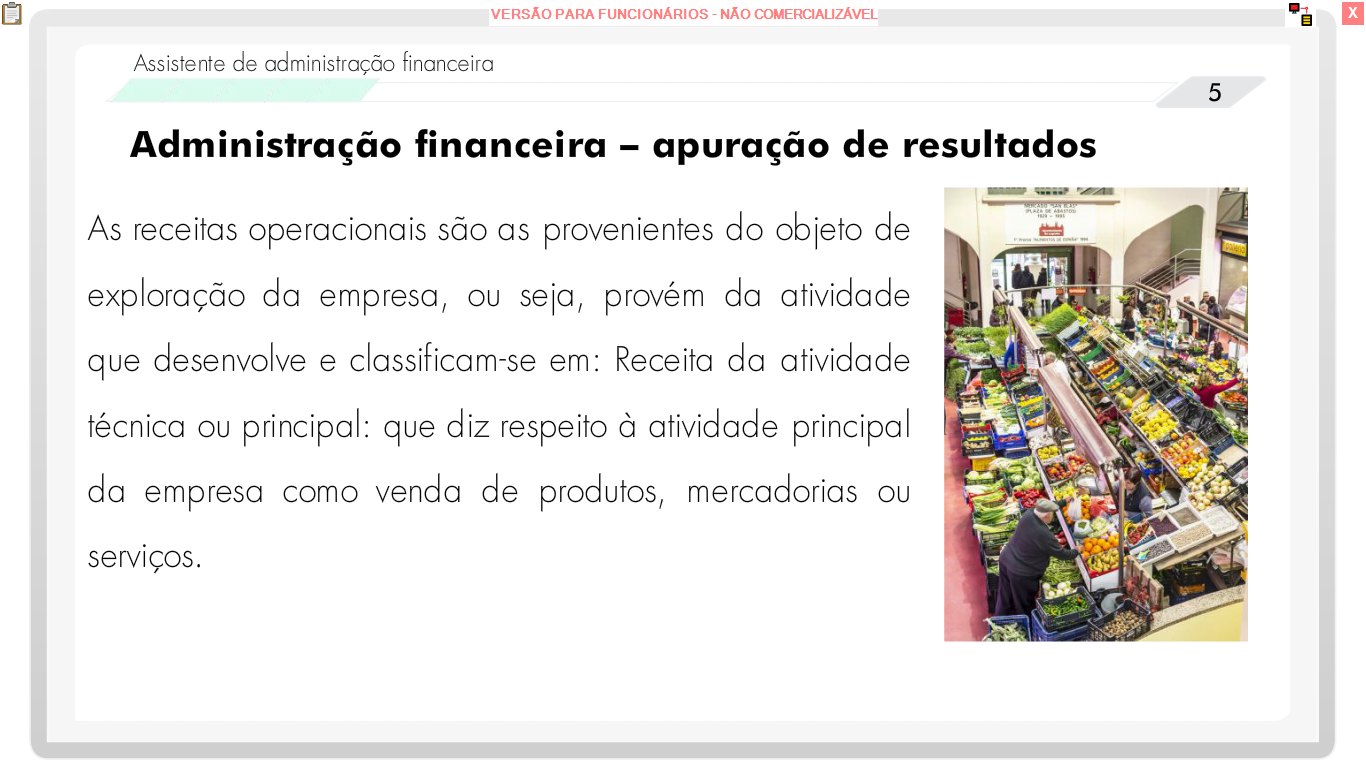 VERSÃO PARA FUNCIONÁRIOS - NÃO COMERCIALIZÁVEL
X
Assistente de administração financeira
5
Administração financeira – apuração de resultados
As receitas operacionais são as provenientes do objeto de
exploração da empresa, ou seja, provém da atividade
que desenvolve e classificam-se em: Receita da atividade
técnica ou principal: que diz respeito à atividade principal
da empresa como venda de produtos, mercadorias ou
serviços.
MERCADO "SAN BLAS"
(PLAZA DE ABASTOS)